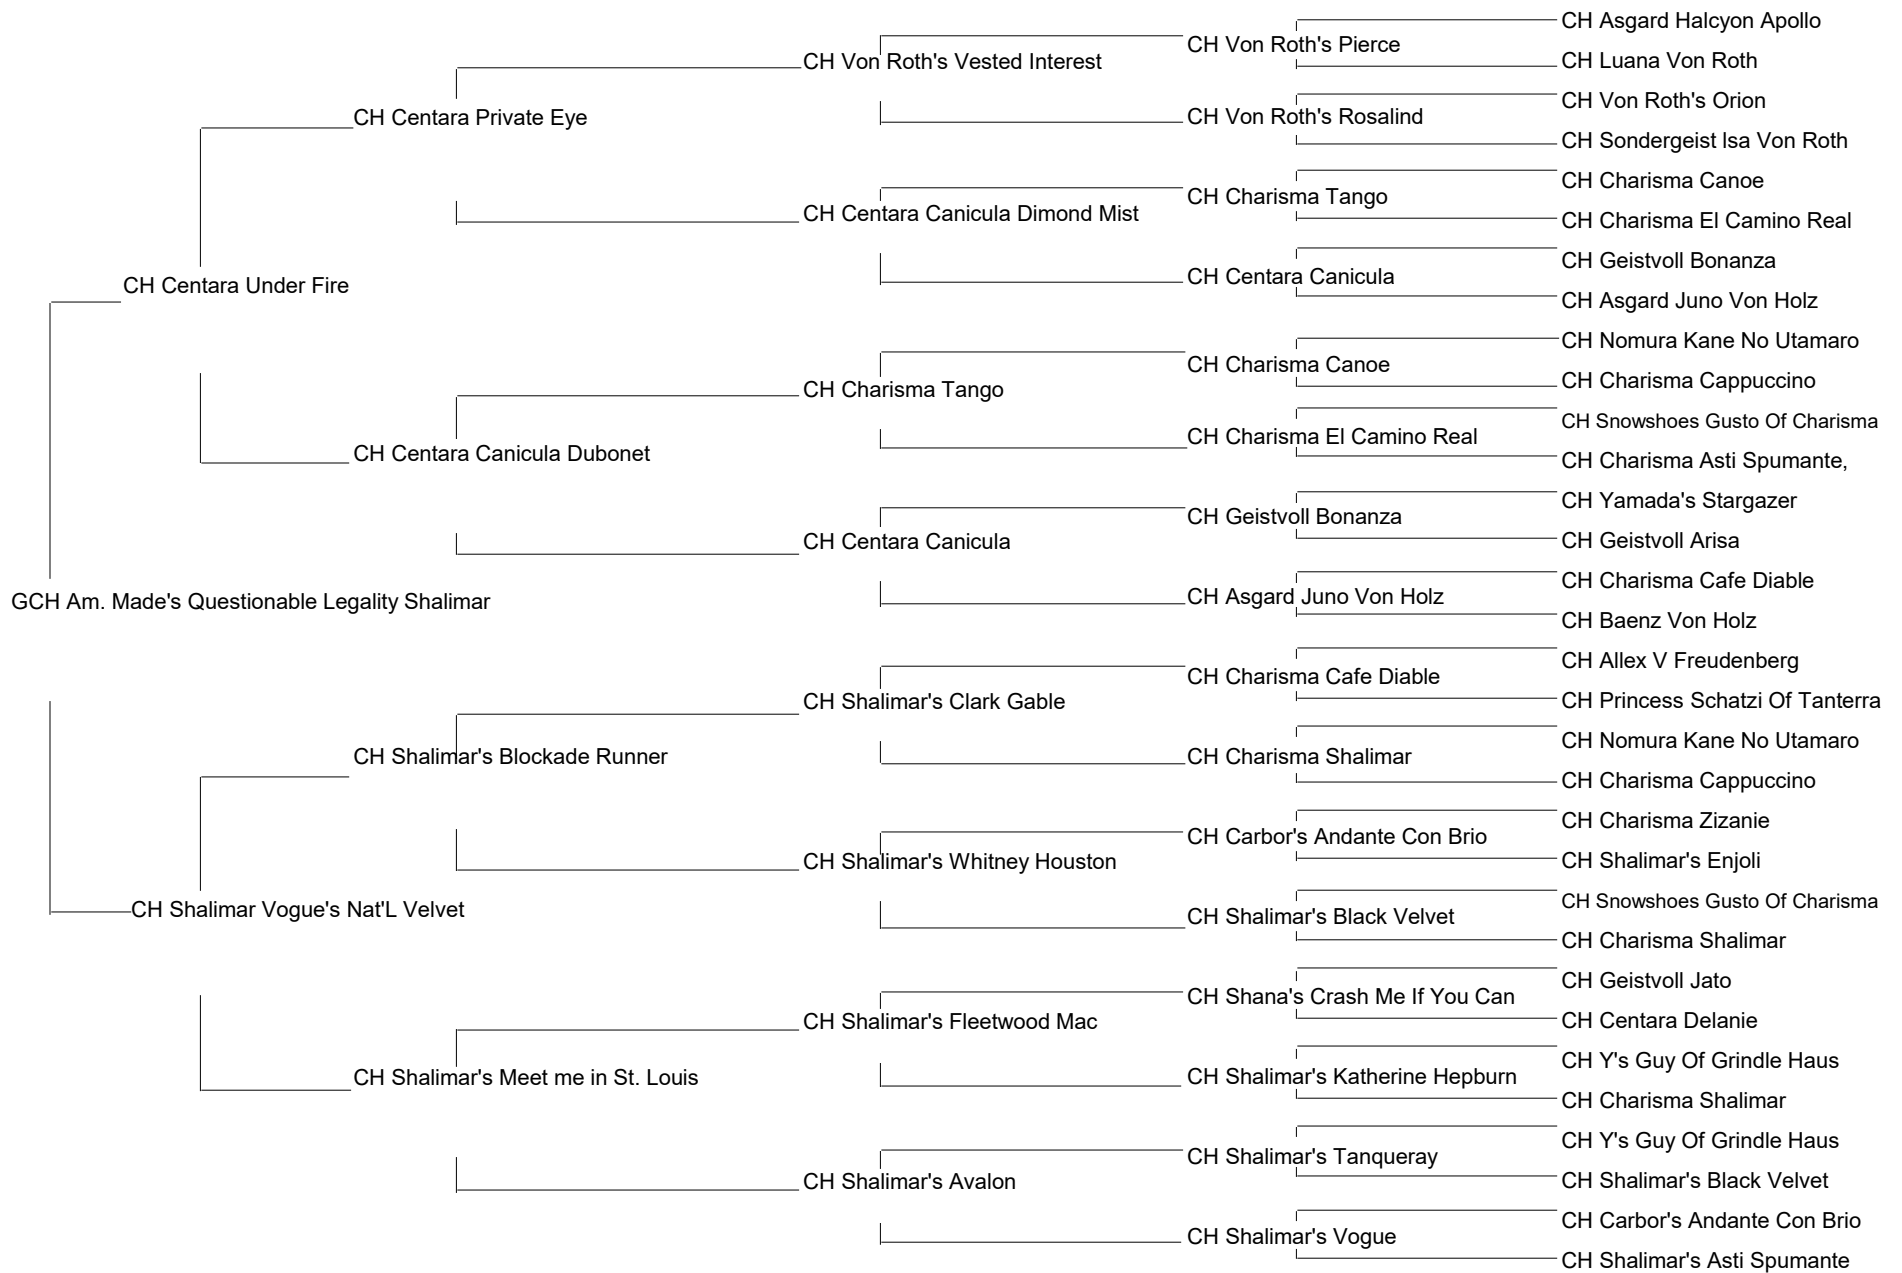 CH Asgard Halcyon Apollo
CH Von Roth's Pierce
CH Von Roth's Vested Interest
CH Luana Von Roth
CH Von Roth's Orion
CH Centara Private Eye
CH Von Roth's Rosalind
CH Sondergeist Isa Von Roth
CH Charisma Canoe
CH Charisma Tango
CH Centara Canicula Dimond Mist
CH Charisma El Camino Real
CH Geistvoll Bonanza
CH Centara Under Fire
CH Centara Canicula
CH Asgard Juno Von Holz
CH Nomura Kane No Utamaro
CH Charisma Canoe
CH Charisma Tango
CH Charisma Cappuccino
CH Snowshoes Gusto Of Charisma
CH Charisma El Camino Real
CH Centara Canicula Dubonet
CH Charisma Asti Spumante,
CH Yamada's Stargazer
CH Geistvoll Bonanza
CH Centara Canicula
CH Geistvoll Arisa
CH Charisma Cafe Diable
GCH Am. Made's Questionable Legality Shalimar
CH Asgard Juno Von Holz
CH Baenz Von Holz
CH Allex V Freudenberg
CH Charisma Cafe Diable
CH Shalimar's Clark Gable
CH Princess Schatzi Of Tanterra
CH Nomura Kane No Utamaro
CH Shalimar's Blockade Runner
CH Charisma Shalimar
CH Charisma Cappuccino
CH Charisma Zizanie
CH Carbor's Andante Con Brio
CH Shalimar's Whitney Houston
CH Shalimar's Enjoli
CH Snowshoes Gusto Of Charisma
CH Shalimar Vogue's Nat'L Velvet
CH Shalimar's Black Velvet
CH Charisma Shalimar
CH Geistvoll Jato
CH Shana's Crash Me If You Can
CH Shalimar's Fleetwood Mac
CH Centara Delanie
CH Y's Guy Of Grindle Haus
CH Shalimar's Meet me in St. Louis
CH Shalimar's Katherine Hepburn
CH Charisma Shalimar
CH Y's Guy Of Grindle Haus
CH Shalimar's Tanqueray
CH Shalimar's Avalon
CH Shalimar's Black Velvet
CH Carbor's Andante Con Brio
CH Shalimar's Vogue
CH Shalimar's Asti Spumante